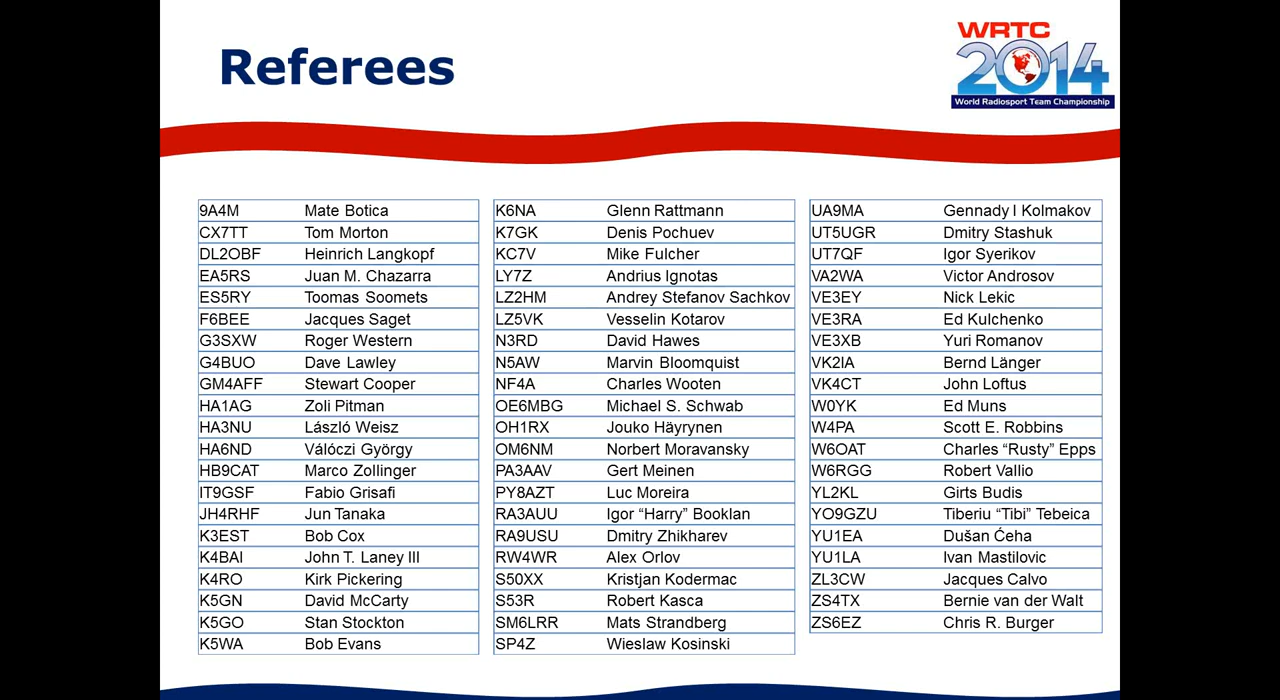 Referees
WRTC
2014
World Radiosport Team Championship
9A4M Mate Botica
CX7TT Tom Morton
DL2OBF Heinrich Langkopf
EA5RS Juan M. Chazarra
ES5RY Toomas Soomets
F6BEE Jacques Saget
G3SXW Roger Western
G4BUO Dave Lawley
GM4AFF Stewart Cooper
HA1AG Zoli Pitman
HA3NU László Weisz
HA6ND Válóczi György
HB9CAT Marco Zollinger
IT9GSF Fabio Grisafi
JH4RHF Jun Tanaka
K3EST Bob Cox
K4BAI John T. Laney III
K4RO Kirk Pickering
K5GN David McCarty
K5GO Stan Stockton
K5WA Bob Evans
K6NA Glenn Rattmann
K7GK Denis Pochuev
KC7V Mike Fulcher
LY7Z Andrius Ignotas
LZ2HM Andrey Stefanov Sachkov
LZ5VK Vesselin Kotarov
N3RD David Hawes
N5AW Marvin Bloomquist
NF4A Charles Wooten
OE6MBG Michael S. Schwab
OH1RX Jouko Häyrynen
OM6NM Norbert Moravansky
PA3AAV Gert Meinen
PY8AZT Luc Moreira
RA3AUU Igor “Harry” Booklan
RA9USU Dmitry Zhikharev
RW4WR Alex Orlov
S50XX Kristjan Kodermac
S53R Robert Kasca
SM6LRR Mats Strandberg
SP4Z Wieslaw Kosinski
UA9MA Gennady I Kolmakov
UT5UGR Dmitry Stashuk
UT7QF Igor Syerikov
VA2WA Victor Androsov
VE3EY Nick Lekic
VE3RA Ed Kulchenko
VE3XB Yuri Romanov
VK2IA Bernd Länger
VK4CT John Loftus
W0YK Ed Muns
W4PA Scott E. Robbins
W6OAT Charles “Rusty” Epps
W6RGG Robert Vallio
YL2KL Girts Budis
YO9GZU Tiberiu “Tibi” Tebeica
YU1EA Dušan Ćeha
YU1LA Ivan Mastilovic
ZL3CW Jacques Calvo
ZS4TX Bernie van der Walt
ZS6EZ Chris R. Burger